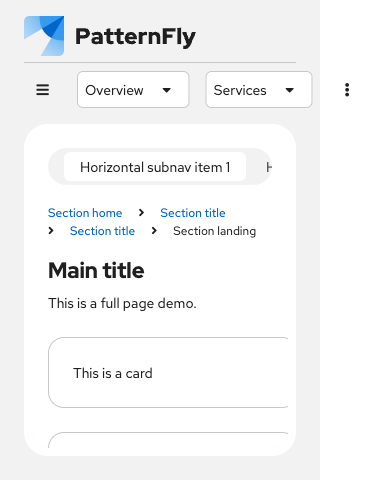 PatternFly
Overview Services
Horizontal subnav item 1 H
Section home Section title
Section title Section landing
Main title
This is a full page demo.
This is a card